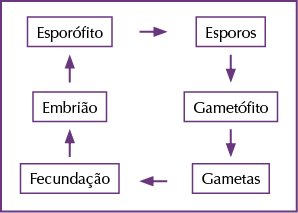 Esporófito
Esporos
Embrião
Gametófito
Fecundação
Gametas